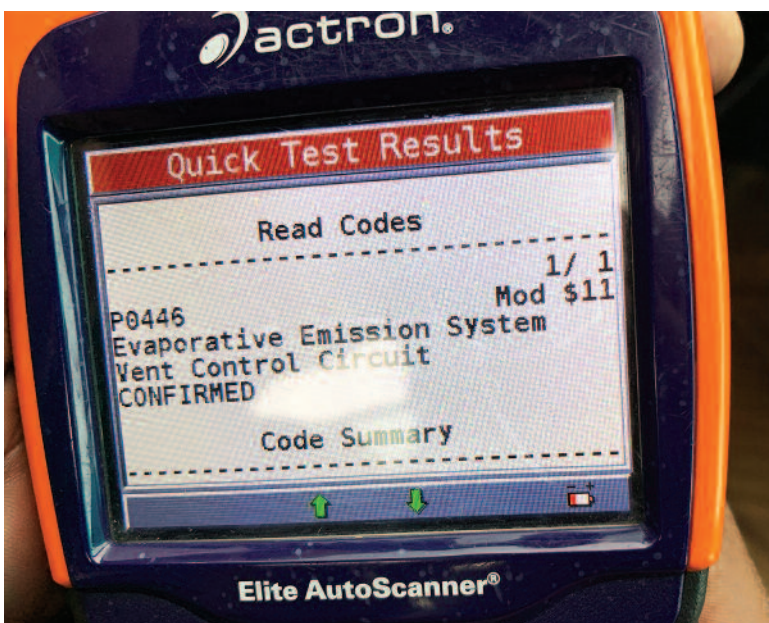 actron®
Quick Test Results
Read Codes
1/ 1
Mod $11
P0446
Evaporative Emission System
Vent Control Circuit
CONFIRMED
Code Summary
Elite AutoScanner®